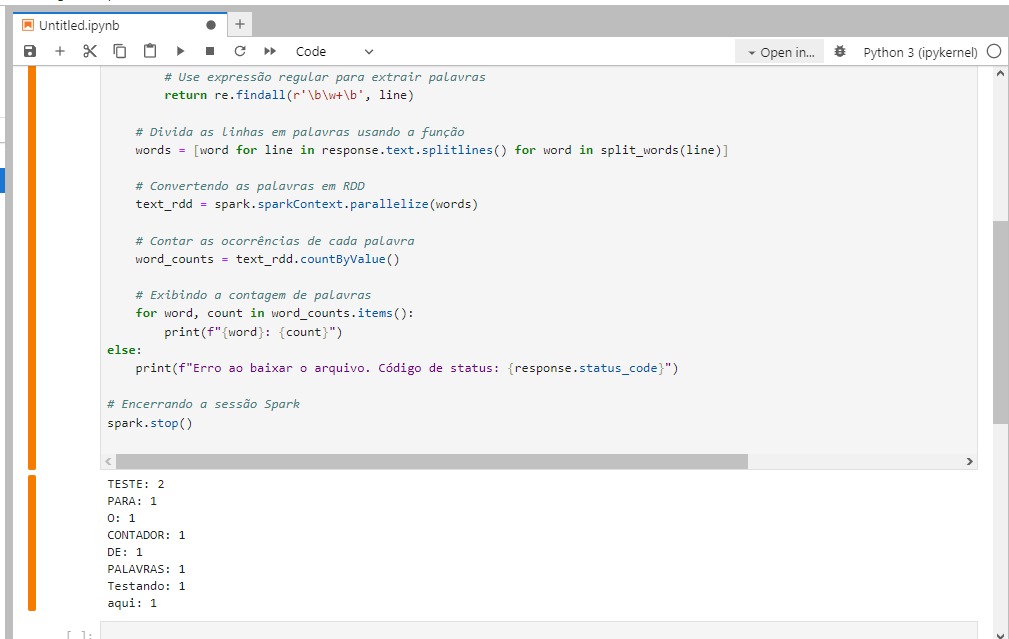 Untitled.ipynb
+
Code
Open in...
Python 3 (ipykernel)
# Use expressão regular para extrair palavras
return re.findall(r'\b\w+\b', line)
# Divida as linhas em palavras usando a função
words = [word for line in response.text.splitlines() for word in split_words(line)]
# Convertendo as palavras em RDD
text_rdd = spark.sparkContext.parallelize(words)
# Contar as ocorrências de cada palavra
word_counts = text_rdd.countByValue()
# Exibindo a contagem de palavras
for word, count in word_counts.items():
print(f"{word}: {count}")
else:
print(f"Erro ao baixar o arquivo. Código de status: {response.status_code}")
# Encerrando a sessão Spark
spark.stop()
TESTE: 2
PARA: 1
O: 1
CONTADOR: 1
DE: 1
PALAVRAS: 1
Testando: 1
aqui: 1
[ ]: